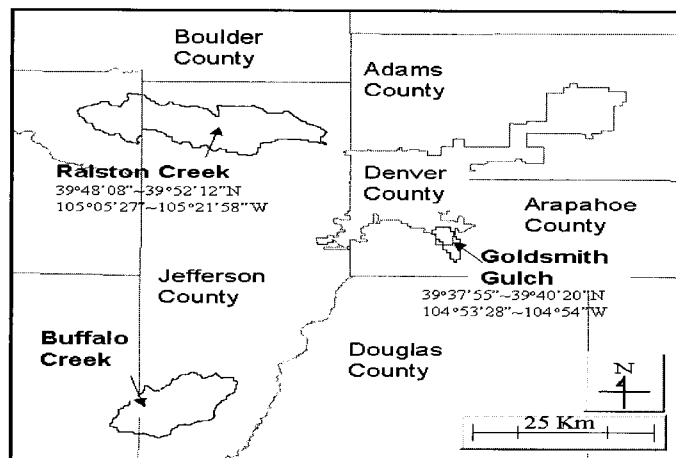 Boulder
County
Adams
County
Ralston Creek
39°48'08"~39°52'12"N
105°05'27"~105°21'58"W
Denver
County
Arapahoe
County
Goldsmith
Gulch
39°37'55"~39°40'20"N
104°53'28"~104°54"W
Jefferson
County
Buffalo
Creek
Douglas
County
N
25 Km